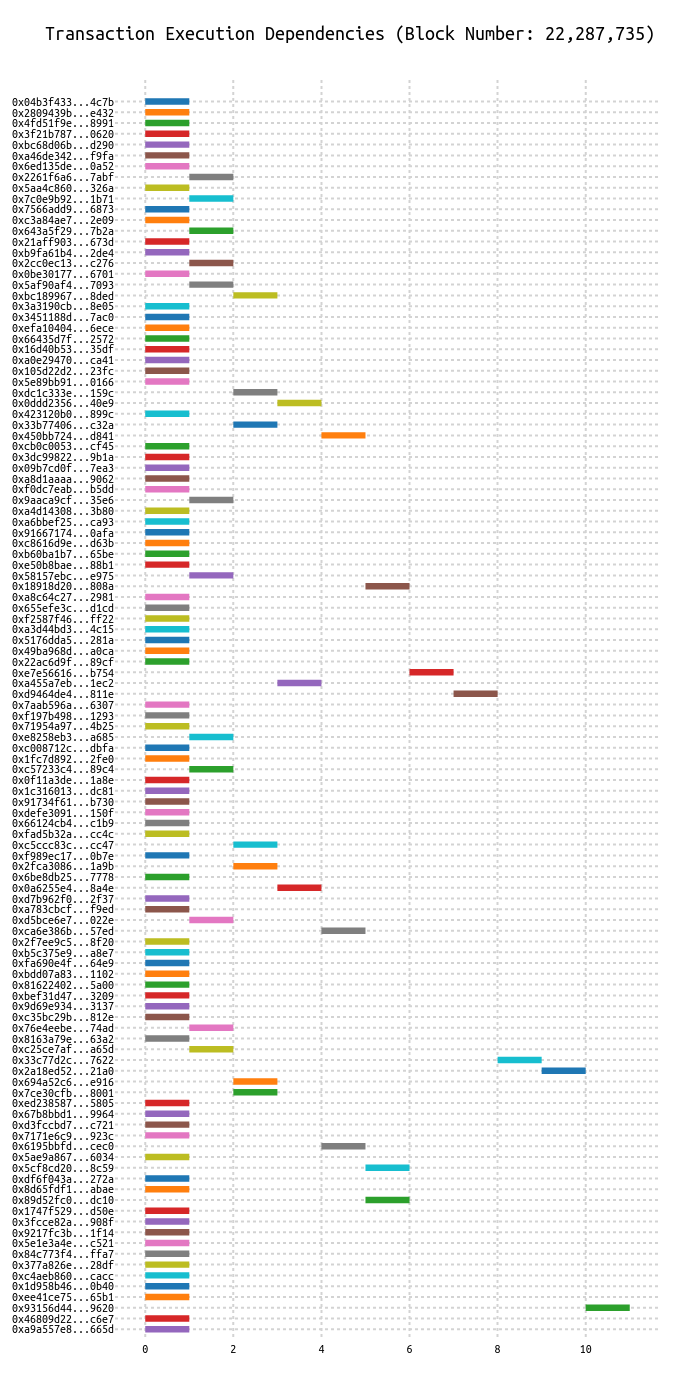 Transaction Execution Dependencies (Block Number: 22,287,735)
0x04b3f433...4c7b
0x2809439b...e432
0x4fd51f9e...8991
0x3f21b787...0620
0xbc68d06b...d290
0xa46de342...f9fa
0x6ed135de...0a52
0x2261f6a6...7abf
0x5aa4c860...326a
0x7c0e9b92...1b71
0x7566add9...6873
0xc3a84ae7...2e09
0x643a5f29...7b2a
0x21aff903...673d
0xb9fa61b4...2de4
0x2cc0ec13...c276
0x0be30177...6701
0x5af90af4...7093
0xbc189967...8ded
0x3a3190cb...8e05
0x3451188d...7ac0
0xefa10404...6ece
0x66435d7f...2572
0x16d40b53...35df
0xa0e29470...ca41
0x105d22d2...23fc
0x5e89bb91...0166
0xdc1c333e...159c
0x0ddd2356...40e9
0x423120b0...899c
0x33b77406...c32a
0x450bb724...d841
0xcb0c0053...cf45
0x3dc99822...9b1a
0x09b7cd0f...7ea3
0xa8d1aaaa...9062
0xf0dc7eab...b5dd
0x9aaca9cf...35e6
0xa4d14308...3b80
0xa6bbef25...ca93
0x91667174...0afa
0xc8616d9e...d63b
0xb60ba1b7...65be
0xe50b8bae...88b1
0x58157ebc...e975
0x18918d20...808a
0xa8c64c27...2981
0x655efe3c...d1cd
0xf2587f46...ff22
0xa3d44bd3...4c15
0x5176dda5...281a
0x49ba968d...a0ca
0x22ac6d9f...89cf
0xe7e56616...b754
0xa455a7eb...1ec2
0xd9464de4...811e
0x7aab596a...6307
0xf197b498...1293
0x71954a97...4b25
0xe8258eb3...a685
0xc008712c...dbfa
0x1fc7d892...2fe0
0xc57233c4...89c4
0x0f11a3de...1a8e
0x1c316013...dc81
0x91734f61...b730
0xdefe3091...150f
0x66124cb4...c1b9
0xfad5b32a...cc4c
0xc5ccc83c...cc47
0xf989ec17...0b7e
0x2fca3086...1a9b
0x6be8db25...7778
0x0a6255e4...8a4e
0xd7b962f0...2f37
0xa783cbcf...f9ed
0xd5bce6e7...022e
0xca6e386b...57ed
0x2f7ee9c5...8f20
0xb5c375e9...a8e7
0xfa690e4f...64e9
0xbdd07a83...1102
0x81622402...5a00
0xbef31d47...3209
0x9d69e934...3137
0xc35bc29b...812e
0x76e4eebe...74ad
0x8163a79e...63a2
0xc25ce7af...a65d
0x33c77d2c...7622
0x2a18ed52...21a0
0x694a52c6...e916
0x7ce30cfb...8001
0xed238587...5805
0x67b8bbd1...9964
0xd3fccbd7...c721
0x7171e6c9...923c
0x6195bbfd...cec0
0x5ae9a867...6034
0x5cf8cd20...8c59
0xdf6f043a...272a
0x8d65fdf1...abae
0x89d52fc0...dc10
0x1747f529...d50e
0x3fcce82a...908f
0x9217fc3b...1f14
0x5e1e3a4e...c521
0x84c773f4...ffa7
0x377a826e...28df
0xc4aeb860...cacc
0x1d958b46...0b40
0xee41ce75...65b1
0x93156d44...9620
0x46809d22...c6e7
0xa9a557e8...665d
0 2 4 6 8 10